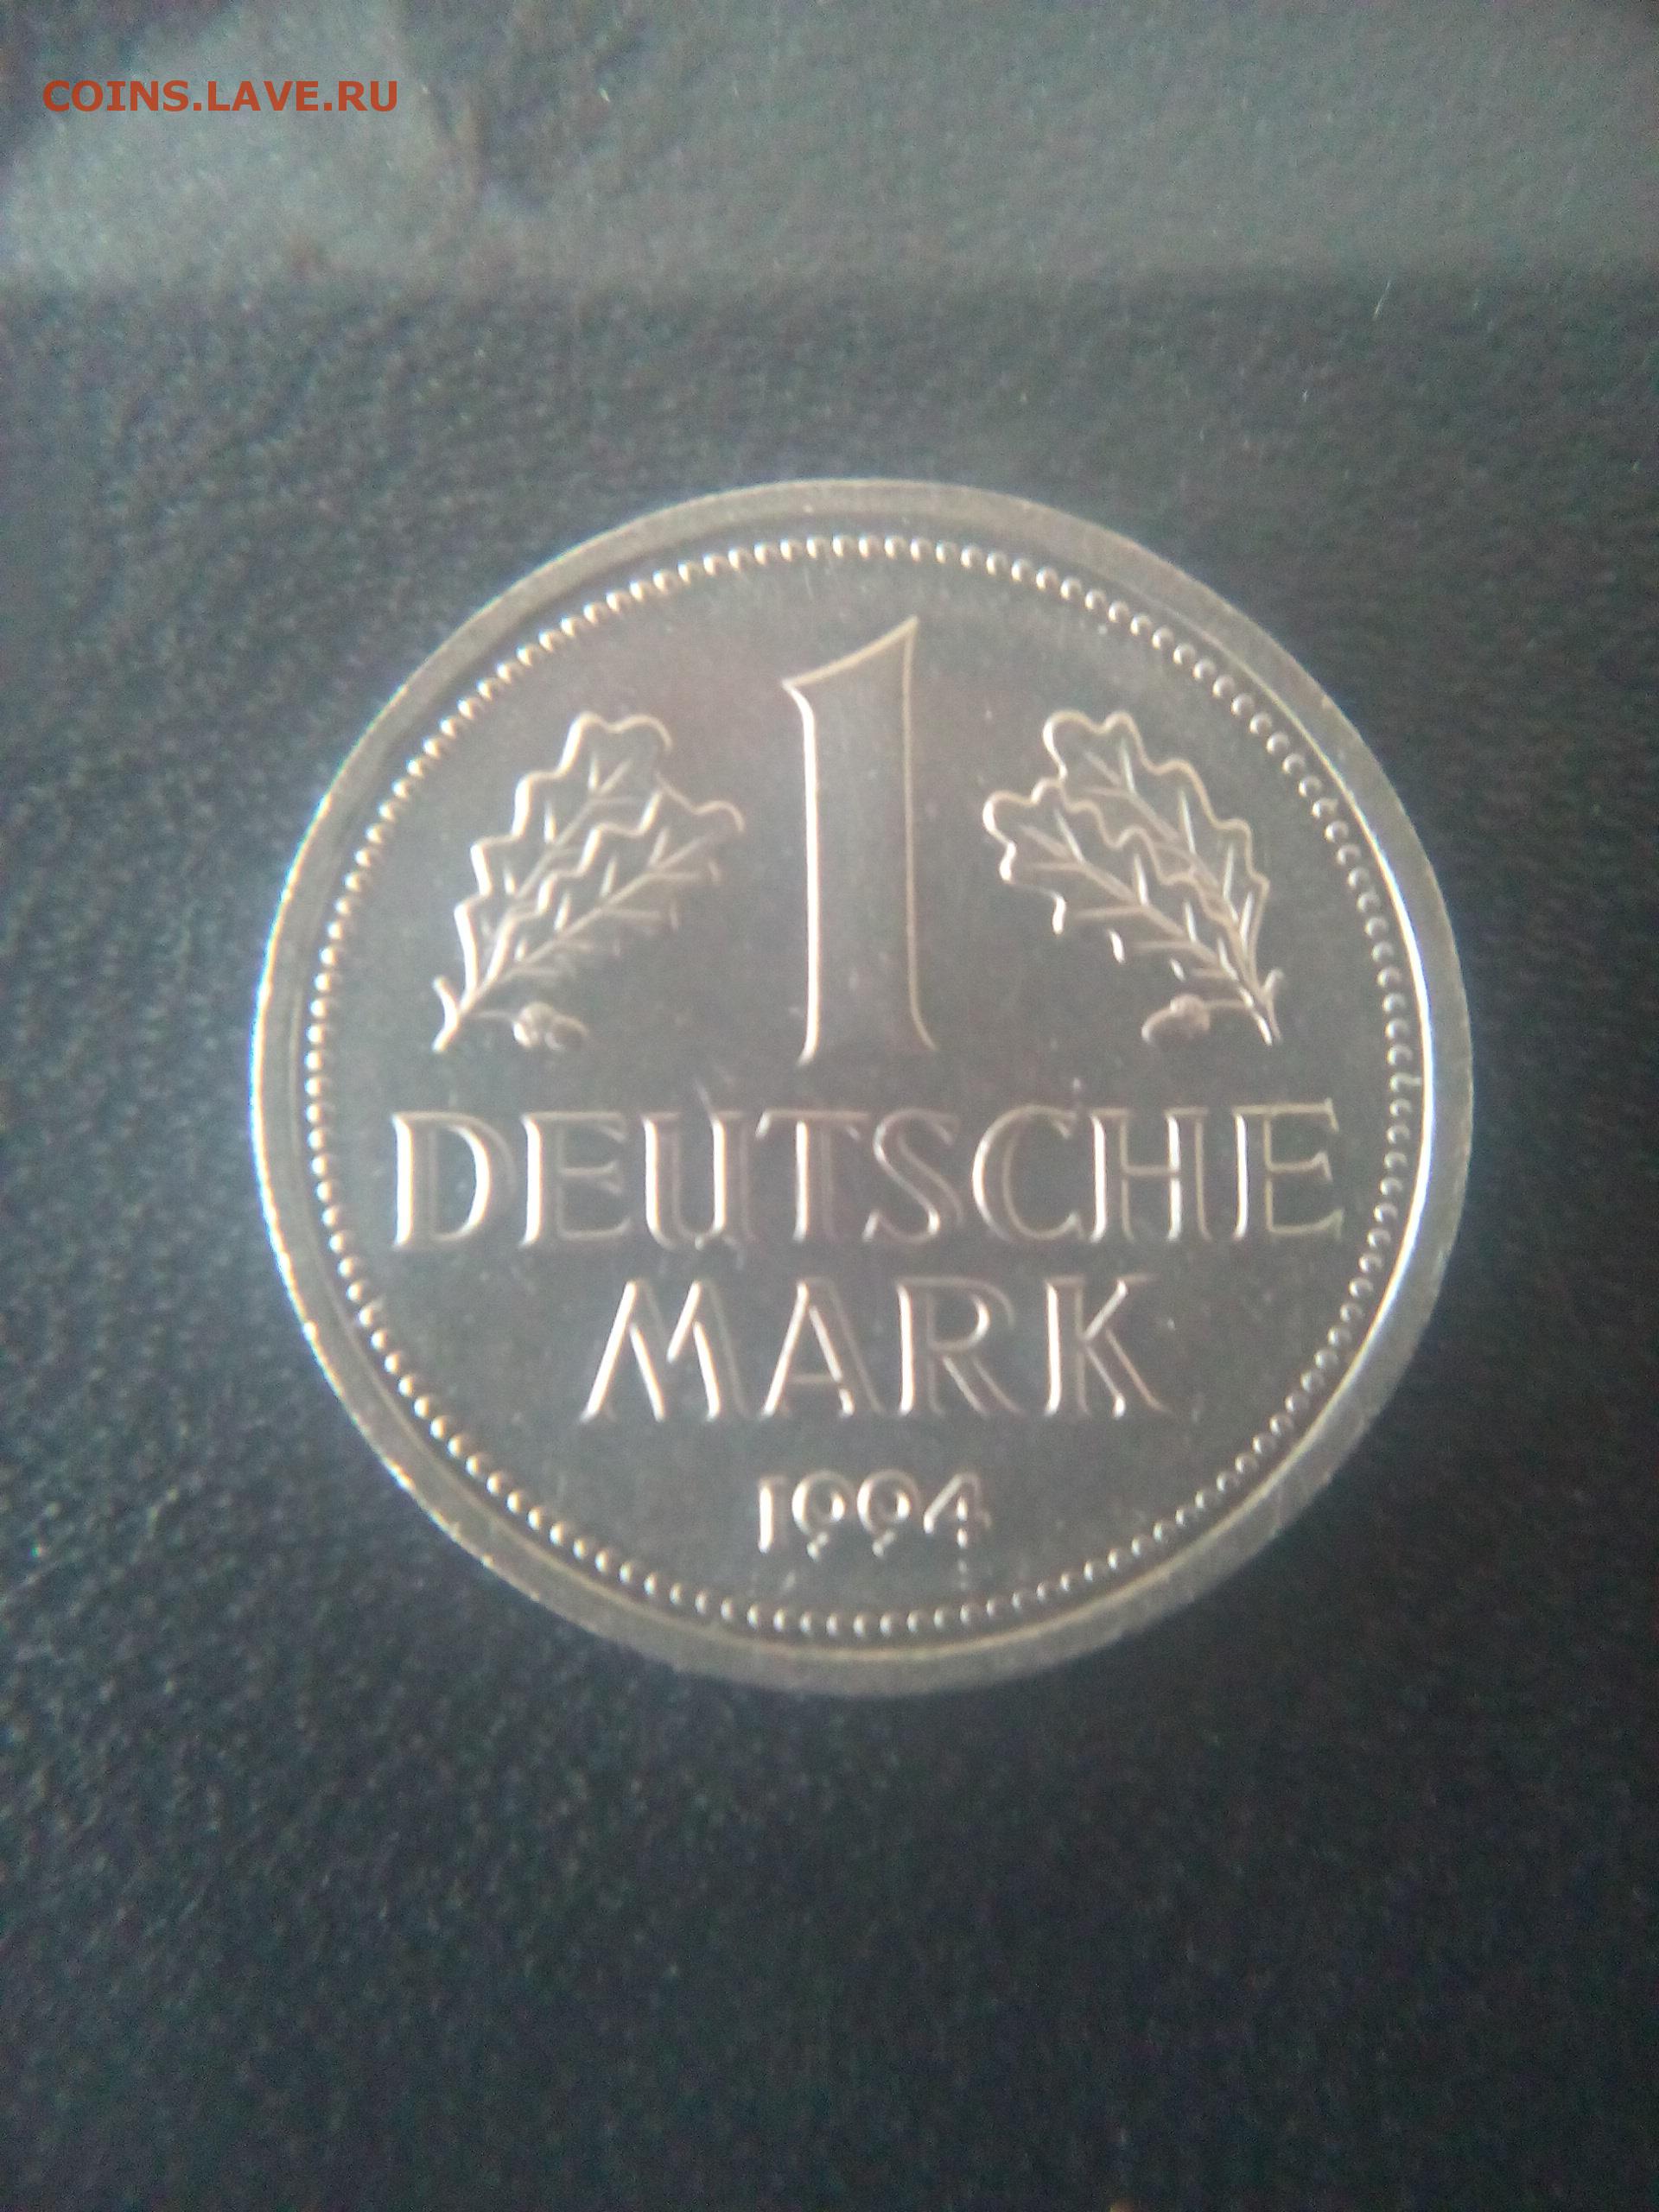 COINS.LAVE.RU
1
DEUTSCHE
MARK
1994